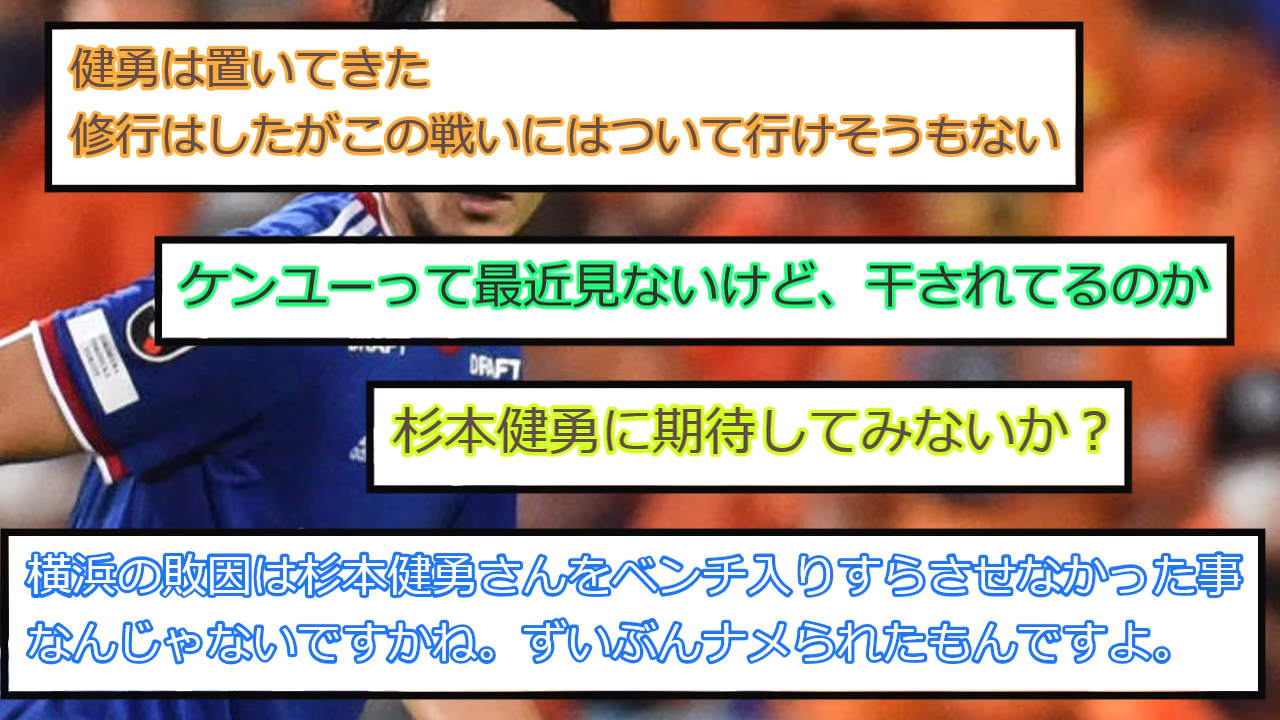 健勇は置いてきた
修行はしたがこの戦いにはついて行けそうもない
ケンユーって最近見ないけど、干されてるのか
DRAFT
DRAFT
杉本健勇に期待してみないか？
横浜の敗因は杉本健勇さんをベンチ入りすらさせなかった事
なんじゃないですかね。ずいぶんナメられたもんですよ。